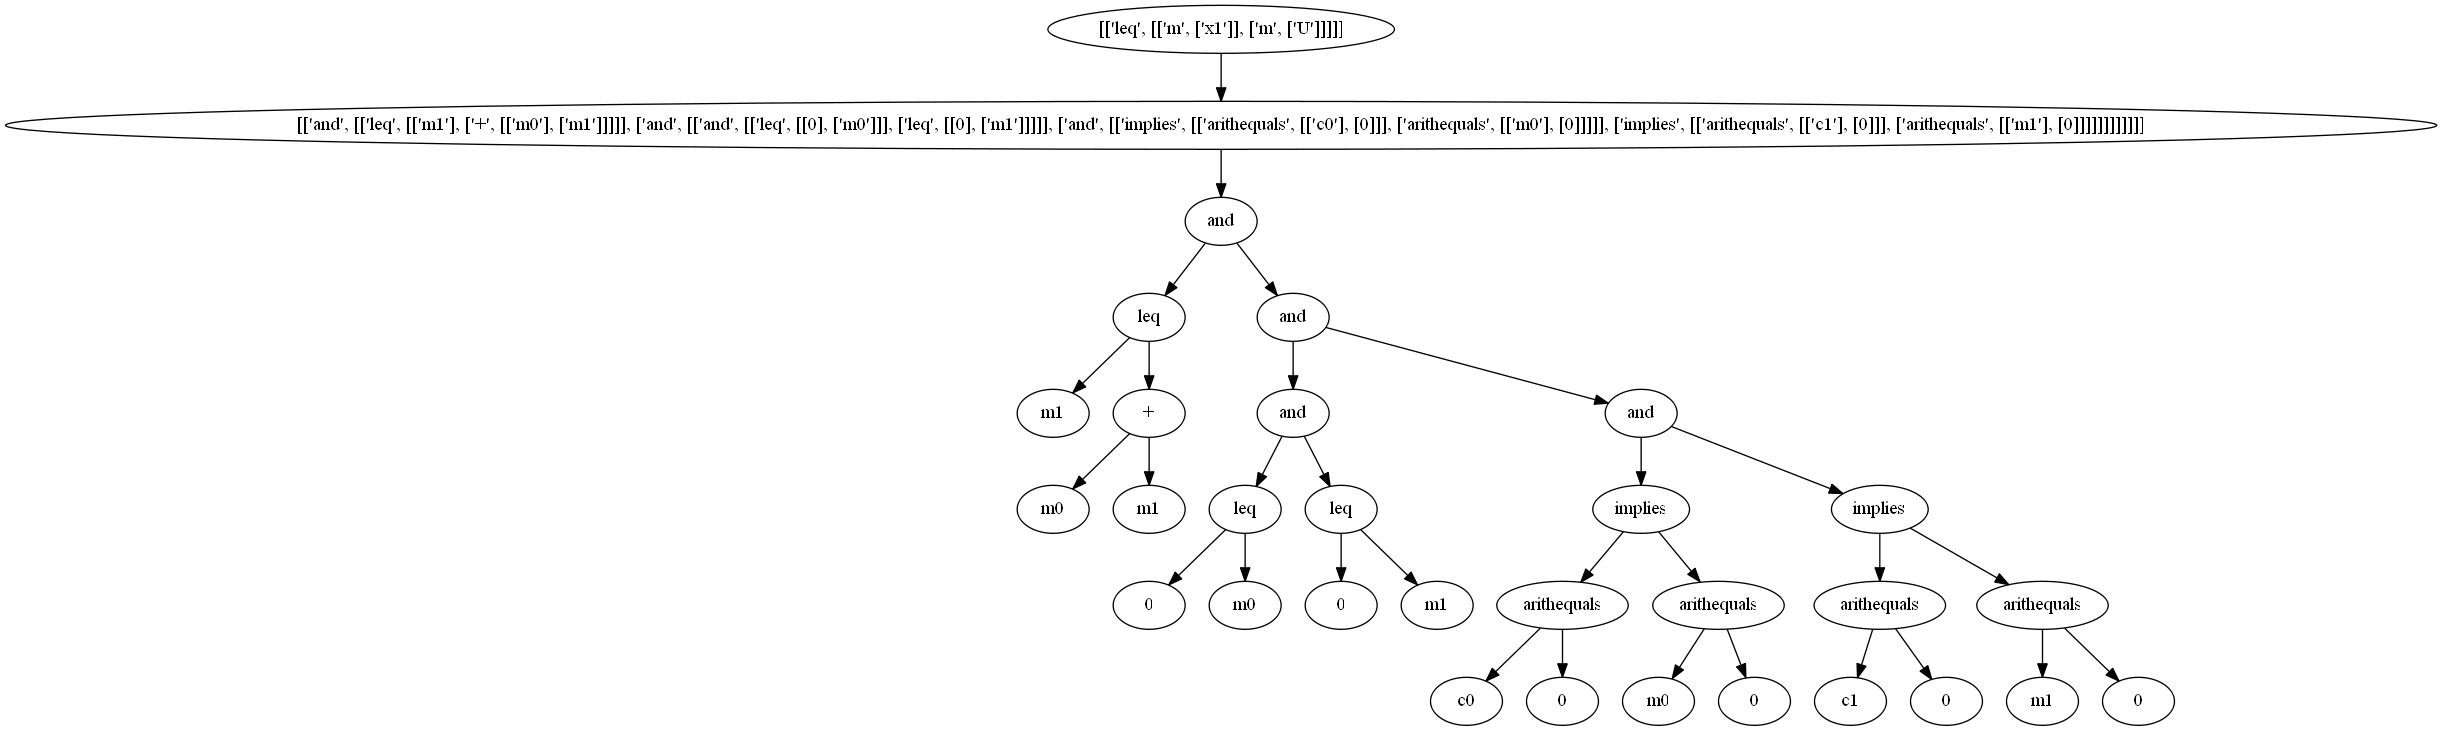 [['leq', [['m', ['x1']], ['m', ['U']]]]]
[['and', [['leq', [['m1'], ['+', [['m0'], ['m1']]]]], ['and', [['and', [['leq', [[0], ['m0']]], ['leq', [[0], ['m1']]]]], ['and', [['implies', [['arithequals', [['c0'], [0]]], ['arithequals', [['m0'], [0]]]]], ['implies', [['arithequals', [['c1'], [0]]], ['arithequals', [['m1'], [0]]]]]]]]]]]
and
leq and
m1 + and and
m0 m1 leq leq implies implies
0 m0 0 m1 arithequals arithequals arithequals arithequals
c0 0 m0 0 c1 0 m1 0